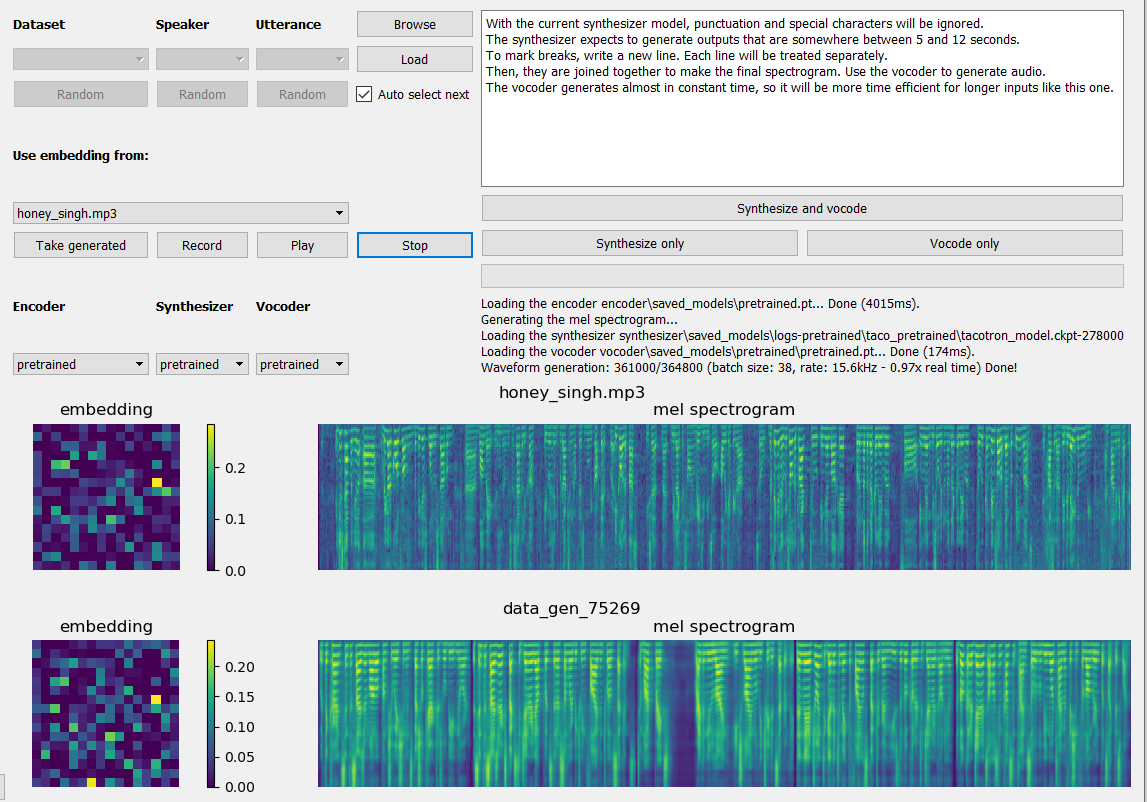 Dataset Speaker Utterance Browse
Load
Random Random Random Auto select next
Use embedding from:
honey_singh.mp3
Take generated Record Play Stop
Encoder Synthesizer Vocoder
pretrained pretrained pretrained
With the current synthesizer model, punctuation and special characters will be ignored.
The synthesizer expects to generate outputs that are somewhere between 5 and 12 seconds.
To mark breaks, write a new line. Each line will be treated separately.
Then, they are joined together to make the final spectrogram. Use the vocoder to generate audio.
The vocoder generates almost in constant time, so it will be more time efficient for longer inputs like this one.
Synthesize and vocode
Synthesize only Vocode only
Loading the encoder encoder\saved_models\pretrained.pt... Done (4015ms).
Generating the mel spectrogram...
Loading the synthesizer synthesizer\saved_models\logs-pretrained\taco_pretrained\tacotron_model.ckpt-278000
Loading the vocoder vocoder\saved_models\pretrained\pretrained.pt... Done (174ms).
Waveform generation: 361000/364800 (batch size: 38, rate: 15.6kHz - 0.97x real time) Done!
honey_singh.mp3
embedding mel spectrogram
0.2
0.1
0.0
data_gen_75269
embedding mel spectrogram
0.20
0.15
0.10
0.05
0.00